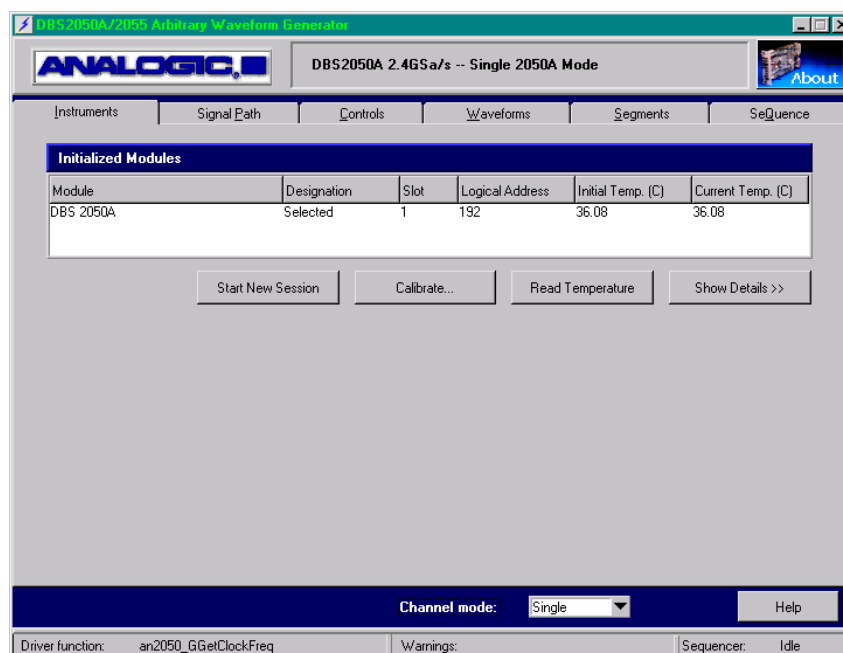 DBS2050A/2055 Arbitrary Waveform Generator
ANALOGIC
DBS2050A 2.4GSa/s -- Single 2050A Mode
About
Instruments Signal Path Controls Waveforms Segments SeQuence
Initialized Modules
Module Designation Slot Logical Address Initial Temp. (C) Current Temp. (C)
DBS 2050A Selected 1 192 36.08 36.08
Start New Session Calibrate... Read Temperature Show Details >>
Channel mode: Single Help
Driver function: an2050_GGetClockFreq Warnings: Sequencer: Idle